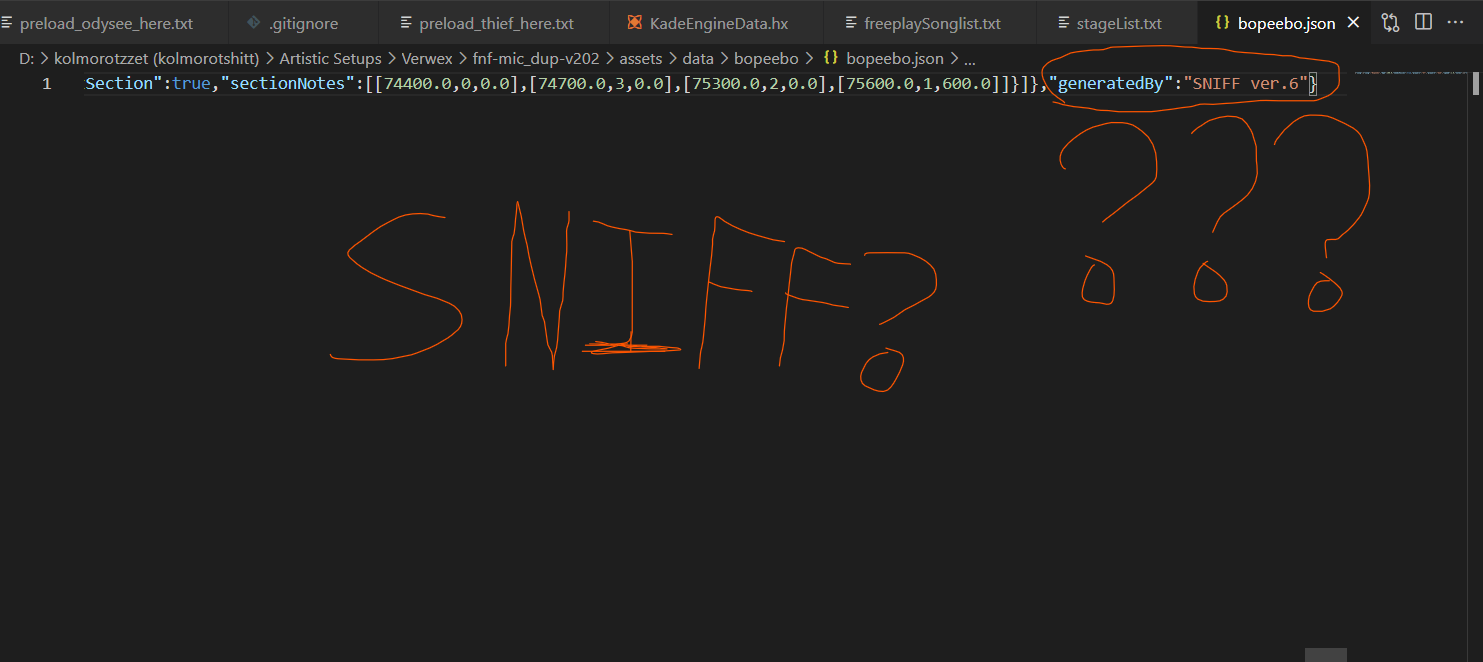 preload_odysee_here.txt .gitignore preload_thief_here.txt KadeEngineData.hx freeplaySonglist.txt stageList.txt {} bopeebo.json
D: > kolmorotzzet (kolmorotshitt) > Artistic Setups > Verwex > fnf-mic_dup-v202 > assets > data > bopeebo > {} bopeebo.json > ...
1 Section":true,"sectionNotes":[[74400.0,0,0.0],[74700.0,3,0.0],[75300.0,2,0.0],[75600.0,1,600.0]]}]},"generatedBy":"SNIFF ver.6"}
???
SNIFF?